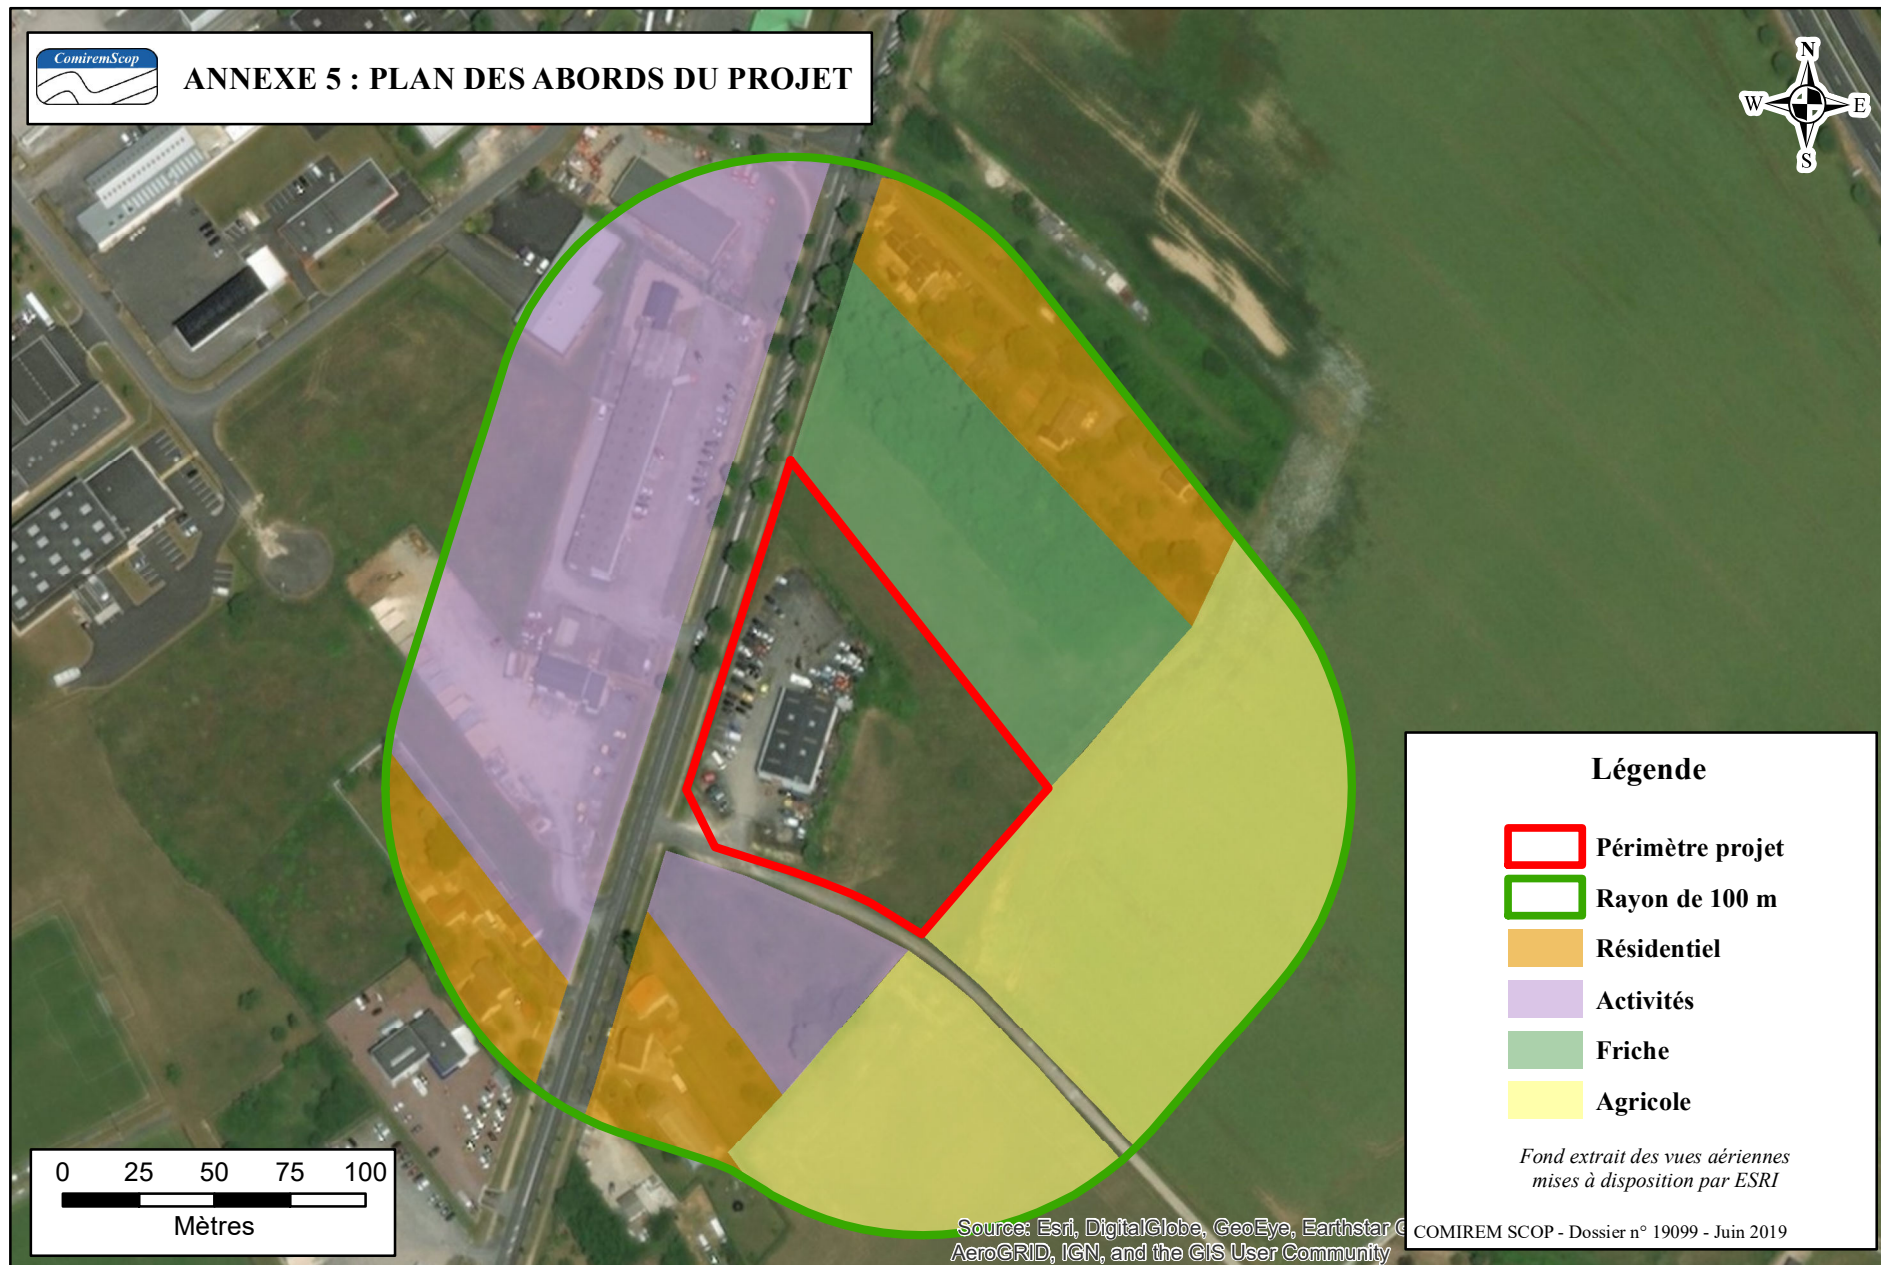 ComiremScop
ANNEXE 5 : PLAN DES ABORDS DU PROJET
N
W
E
S
Légende
Périmètre projet
Rayon de 100 m
Résidentiel
Activités
Friche
Agricole
Fond extrait des vues aériennes
mises à disposition par ESRI
COMIREM SCOP - Dossier n° 19099 - Juin 2019
0 25 50 75 100
Mètres
Source: Esri, DigitalGlobe, GeoEye, Earthstar
AeroGRID, IGN, and the GIS User Community